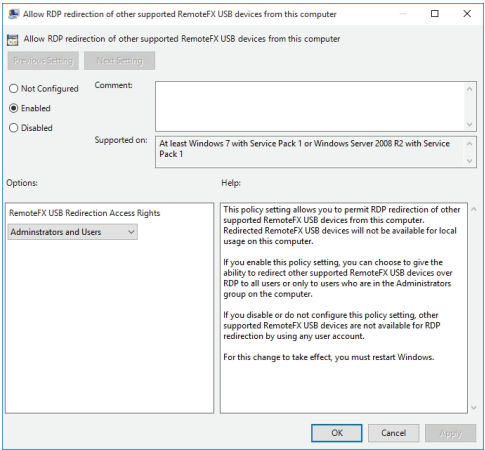 Allow RDP redirection of other supported RemoteFX USB devices from this computer
Allow RDP redirection of other supported RemoteFX USB devices from this computer
Previous Setting
Next Setting
Not Configured
Enabled
Disabled
Comment:
Supported on:
At least Windows 7 with Service Pack 1 or Windows Server 2008 R2 with Service
Pack 1
Options:
Help:
RemoteFX USB Redirection Access Rights
Adminstrators and Users
This policy setting allows you to permit RDP redirection of other
supported RemoteFX USB devices from this computer.
Redirected RemoteFX USB devices will not be available for local
usage on this computer.
If you enable this policy setting, you can choose to give the
ability to redirect other supported RemoteFX USB devices over
RDP to all users or only to users who are in the Administrators
group on the computer.
If you disable or do not configure this policy setting, other
supported RemoteFX USB devices are not available for RDP
redirection by using any user account.
For this change to take effect, you must restart Windows.
OK
Cancel
Apply